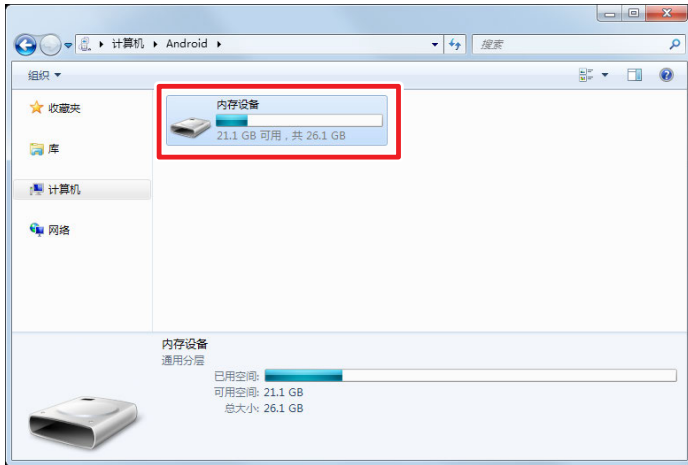 计算机 Android
搜索
组织
收藏夹
库
计算机
网络
内存设备
21.1 GB 可用，共 26.1 GB
内存设备
通用分层
已用空间:
可用空间: 21.1 GB
总大小: 26.1 GB